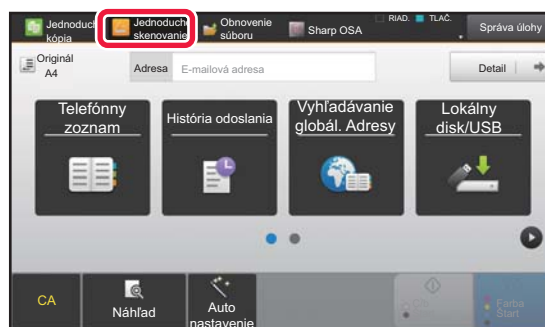 Jednoduch
kópia
Jednoduché
skenovanie
Obnovenie
súboru
Sharp OSA
RIAD.
TLAČ.
Správa úlohy
Originál
A4
Adresa
E-mailová adresa
Detail
Telefónny
zoznam
História odoslania
Vyhľadávanie
globál. Adresy
Lokálny
disk/USB
CA
Náhľad
Auto
nastavenie
Farba
Štart